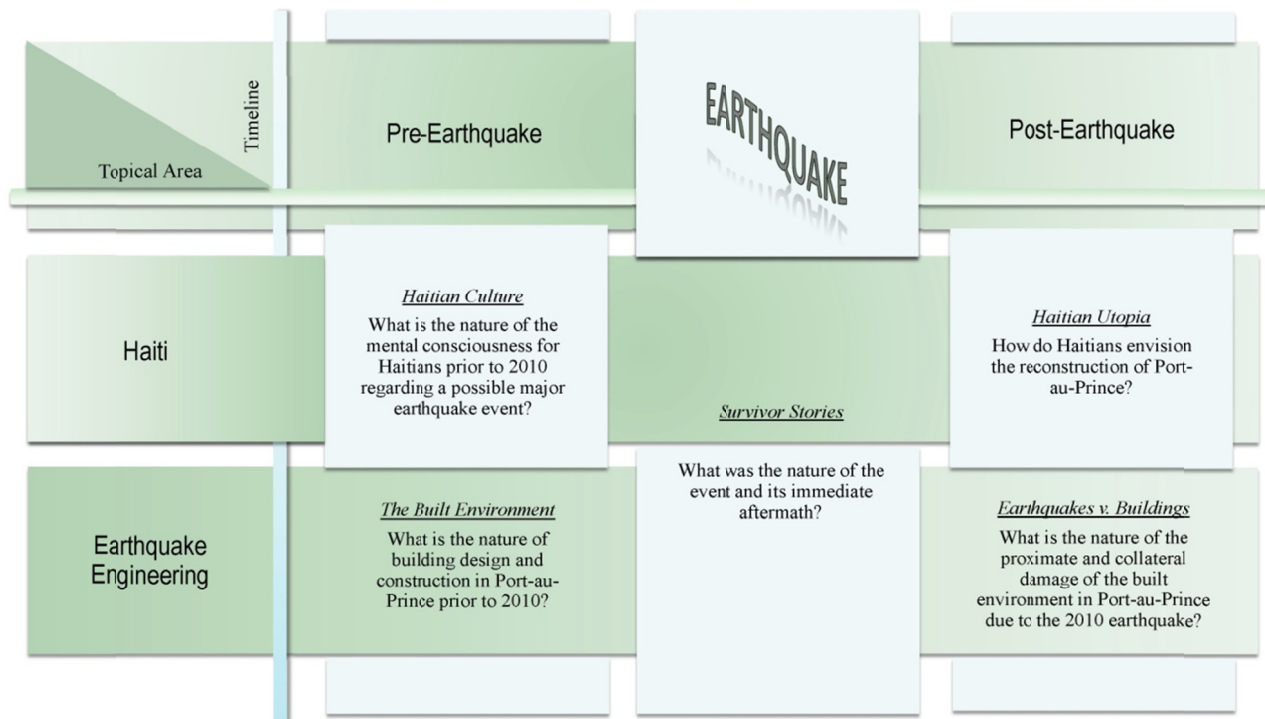 Timeline
Topical Area
Pre-Earthquake
EARTHQUAKE
Post-Earthquake
Haiti
Haitian Culture
What is the nature of the
mental consciousness for
Haitians prior to 2010
regarding a possible major
earthquake event?
Survivor Stories
What was the nature of the
event and its immediate
aftermath?
Haitian Utopia
How do Haitians envision
the reconstruction of Port-
au-Prince?
Earthquake
Engineering
The Built Environment
What is the nature of
building design and
construction in Port-au-
Prince prior to 2010?
Earthquakes v. Buildings
What is the nature of the
proximate and collateral
damage of the built
environment in Port-au-Prince
due to the 2010 earthquake?